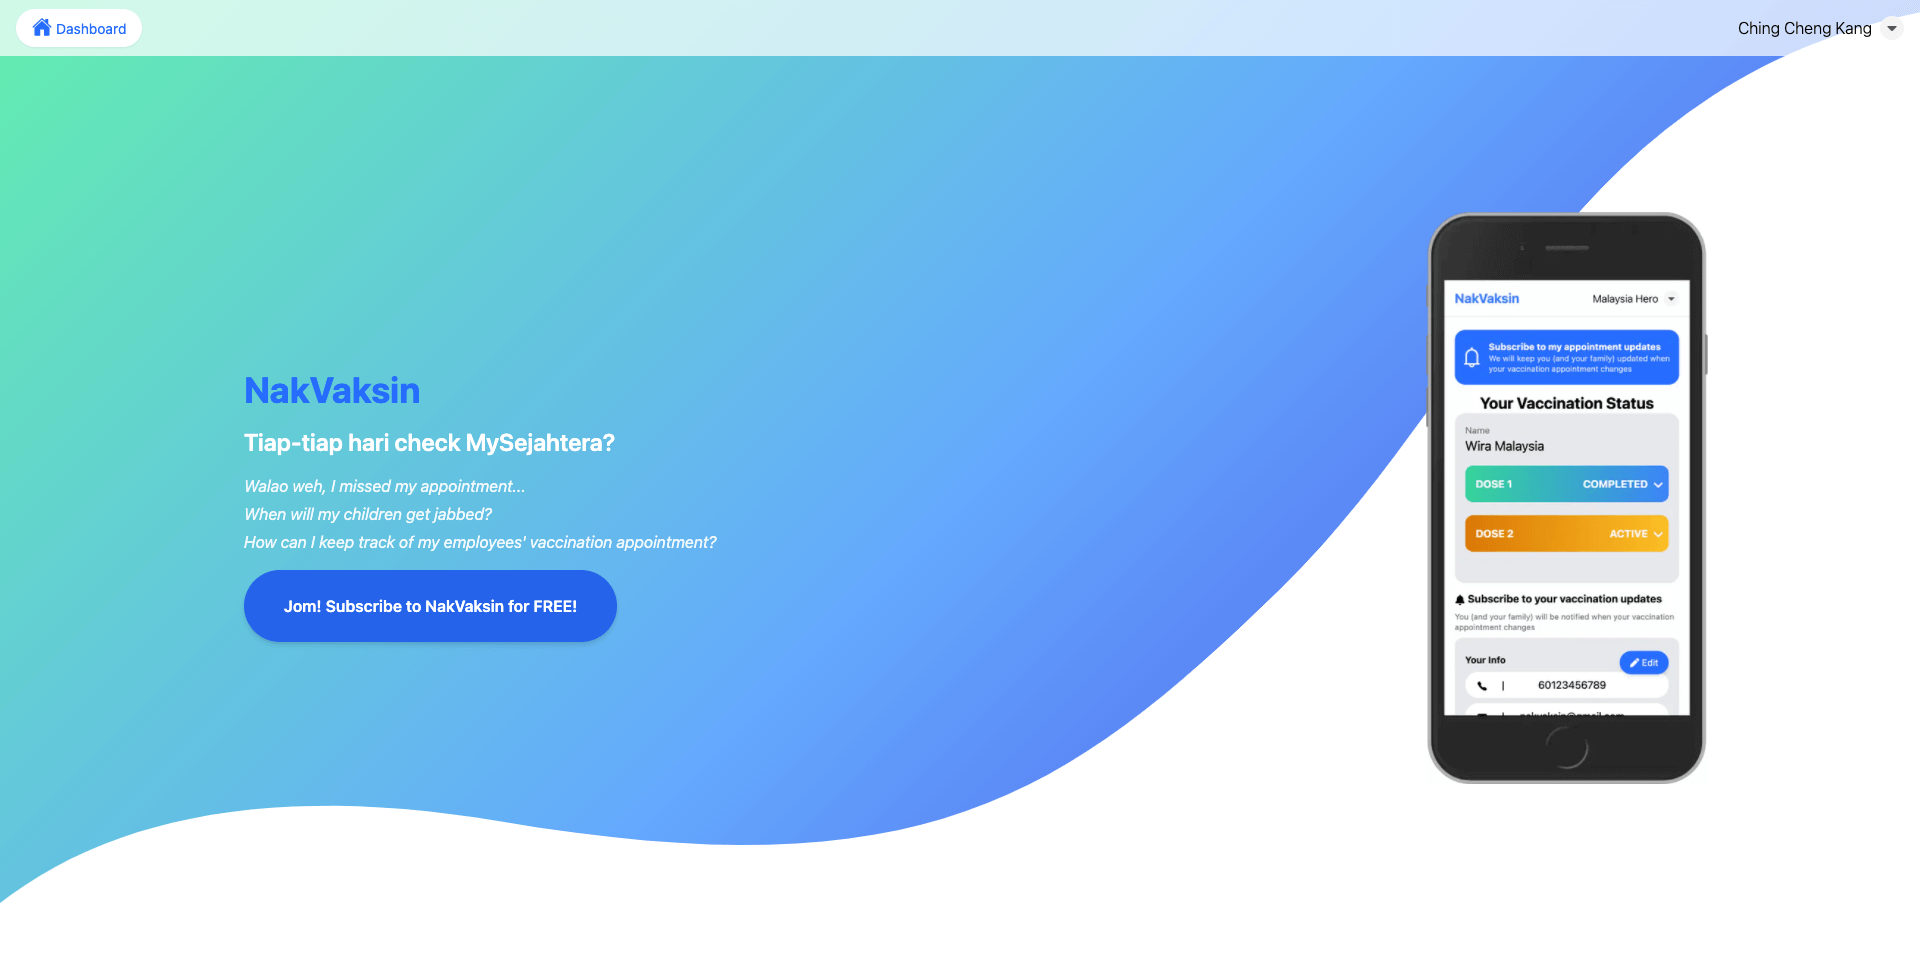 Dashboard
Ching Cheng Kang
NakVaksin
Tiap-tiap hari check MySejahtera?
Walao weh, I missed my appointment...
When will my children get jabbed?
How can I keep track of my employees' vaccination appointment?
Jom! Subscribe to NakVaksin for FREE!
NakVaksin
Malaysia Hero
Subscribe to my appointment updates
We will keep you (and your family) updated when
your vaccination appointment changes
Your Vaccination Status
Name
Wira Malaysia
DOSE 1 COMPLETED
DOSE 2 ACTIVE
Subscribe to your vaccination updates
You (and your family) will be notified when your vaccination
appointment changes
Your Info
Edit
| 60123456789